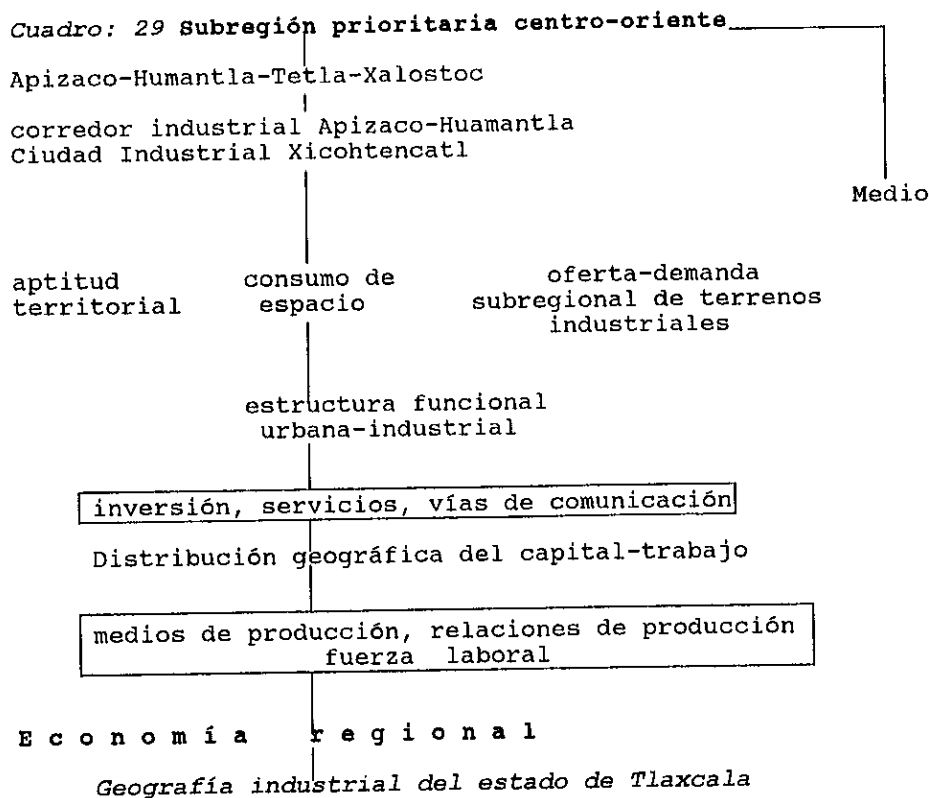 Cuadro: 29 Subregión prioritaria centro-oriente
Apizaco-Humantla-Tetla-Xalostoc
corredor industrial Apizaco-Huamantla
Ciudad Industrial Xicohtencatl
Medio
aptitud
territorial
consumo de
espacio
oferta-demanda
subregional de terrenos
industriales
estructura funcional
urbana-industrial
inversión, servicios, vías de comunicación
Distribución geográfica del capital-trabajo
medios de producción, relaciones de producción
fuerza laboral
E c o n o m í a r e g i o n a l
Geografía industrial del estado de Tlaxcala